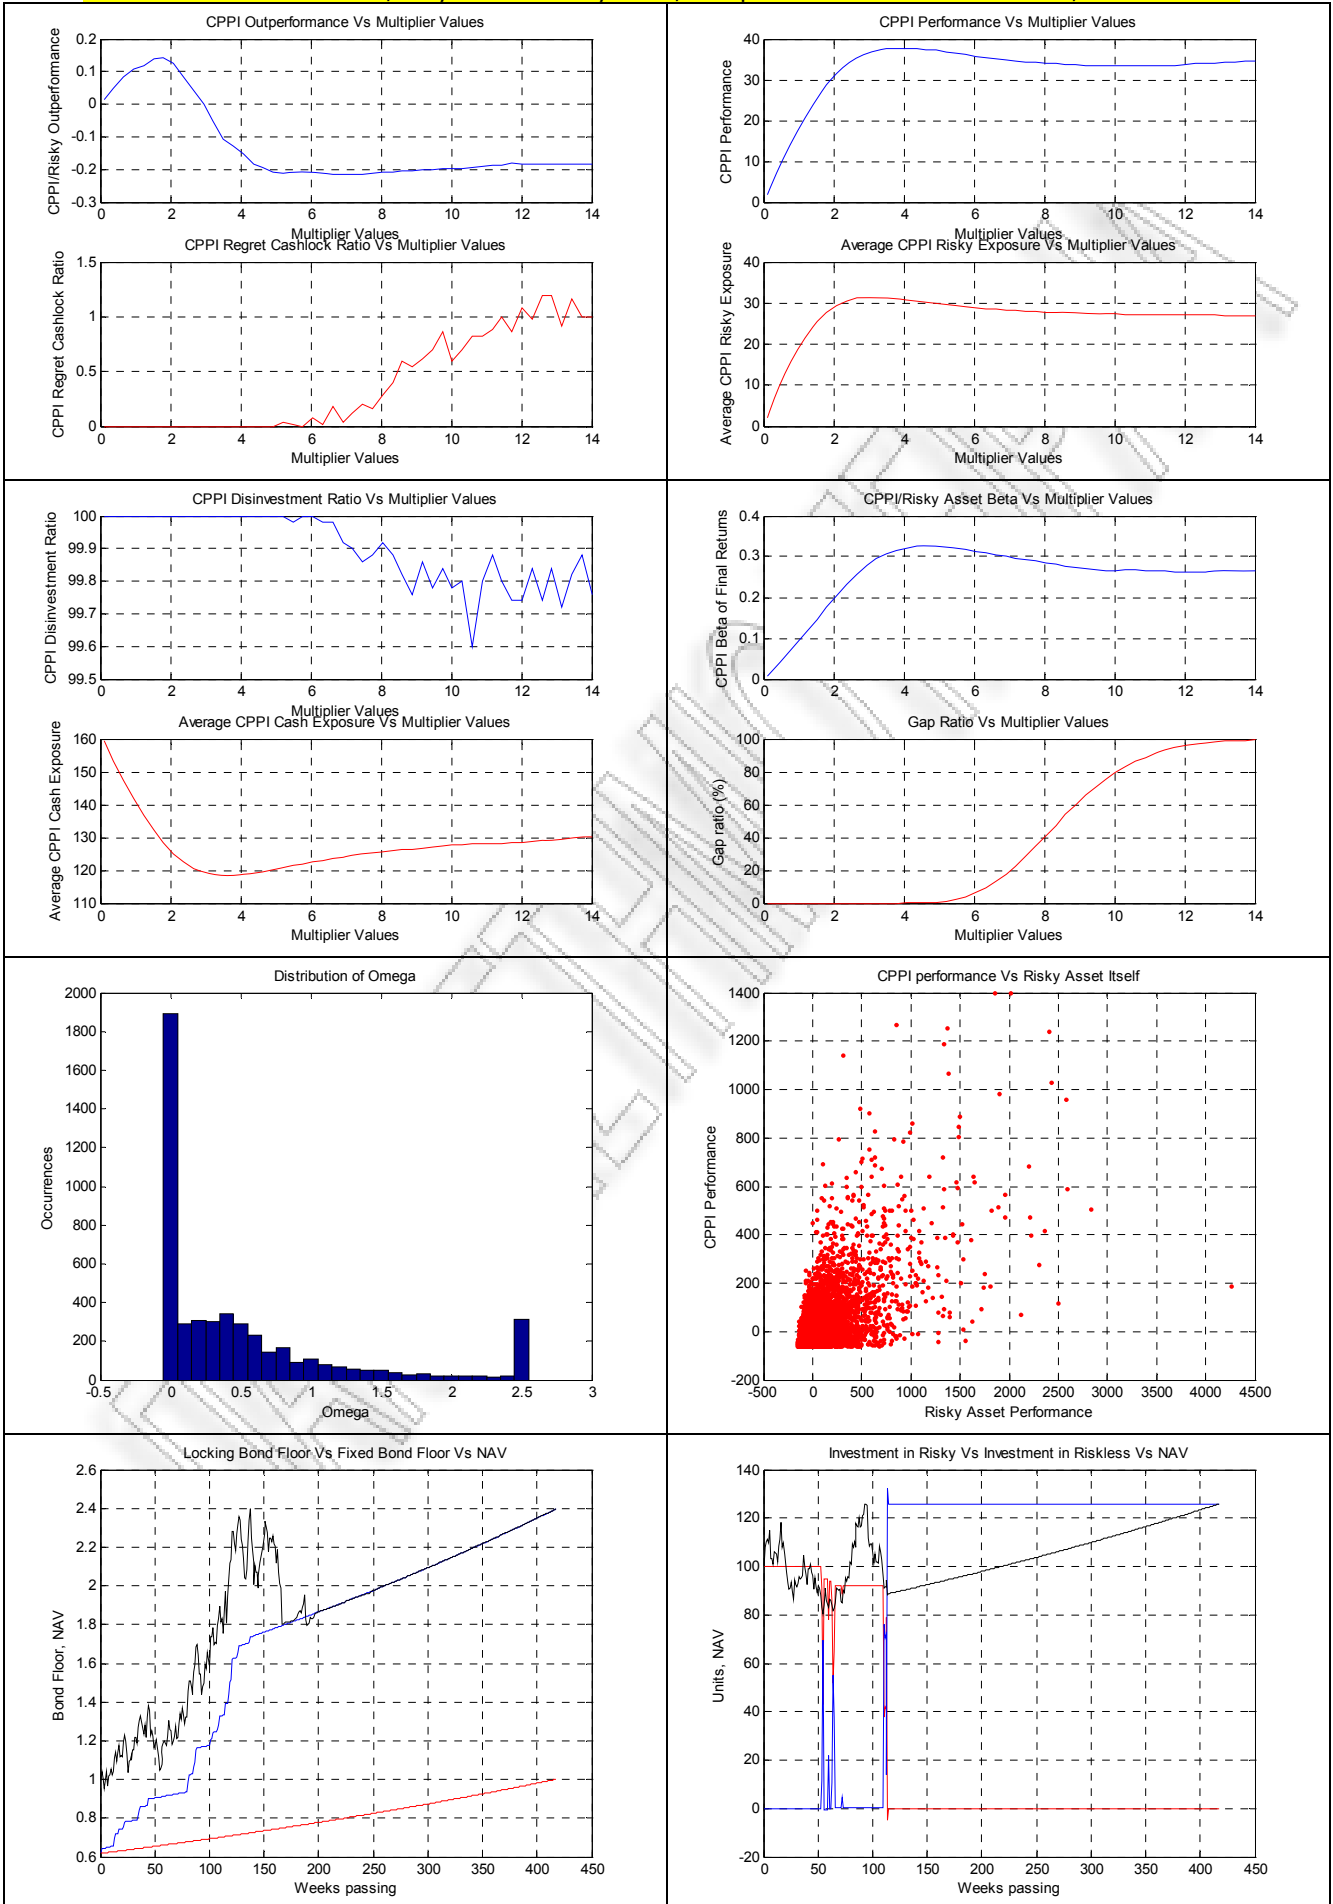 CPPI Outperformance Vs Multiplier Values
CPPI/Risky Outperformance
0.2
0.1
0
-0.1
-0.2
-0.3
0 2 4 6 8 10 12 14
Multiplier Values
CPPI Regret Cashlock Ratio Vs Multiplier Values
CPPI Regret Cashlock Ratio
1.5
1
0.5
0
0 2 4 6 8 10 12 14
Multiplier Values
CPPI Performance Vs Multiplier Values
CPPI Performance
40
30
20
10
0
0 2 4 6 8 10 12 14
Multiplier Values
Average CPPI Risky Exposure Vs Multiplier Values
Average CPPI Risky Exposure
40
30
20
10
0
0 2 4 6 8 10 12 14
Multiplier Values
CPPI Disinvestment Ratio Vs Multiplier Values
CPPI Disinvestment Ratio
100
99.9
99.8
99.7
99.6
99.5
0 2 4 6 8 10 12 14
Multiplier Values
Average CPPI Cash Exposure Vs Multiplier Values
Average CPPI Cash Exposure
160
150
140
130
120
110
0 2 4 6 8 10 12 14
Multiplier Values
CPPI/Risky Asset Beta Vs Multiplier Values
CPPI Beta of Final Returns
0.4
0.3
0.2
0.1
0
0 2 4 6 8 10 12 14
Gap Ratio Vs Multiplier Values
Gap ratio (%)
100
80
60
40
20
0
0 2 4 6 8 10 12 14
Multiplier Values
Distribution of Omega
Occurrences
2000
1800
1600
1400
1200
1000
800
600
400
200
0
-0.5 0 0.5 1 1.5 2 2.5 3
Omega
CPPI performance Vs Risky Asset Itself
CPPI Performance
1400
1200
1000
800
600
400
200
0
-200
-500 0 500 1000 1500 2000 2500 3000 3500 4000 4500
Risky Asset Performance
Locking Bond Floor Vs Fixed Bond Floor Vs NAV
Bond Floor, NAV
2.6
2.4
2.2
2
1.8
1.6
1.4
1.2
1
0.8
0.6
0 50 100 150 200 250 300 350 400 450
Weeks passing
Investment in Risky Vs Investment in Riskless Vs NAV
Units, NAV
140
120
100
80
60
40
20
0
-20
0 50 100 150 200 250 300 350 400 450
Weeks passing